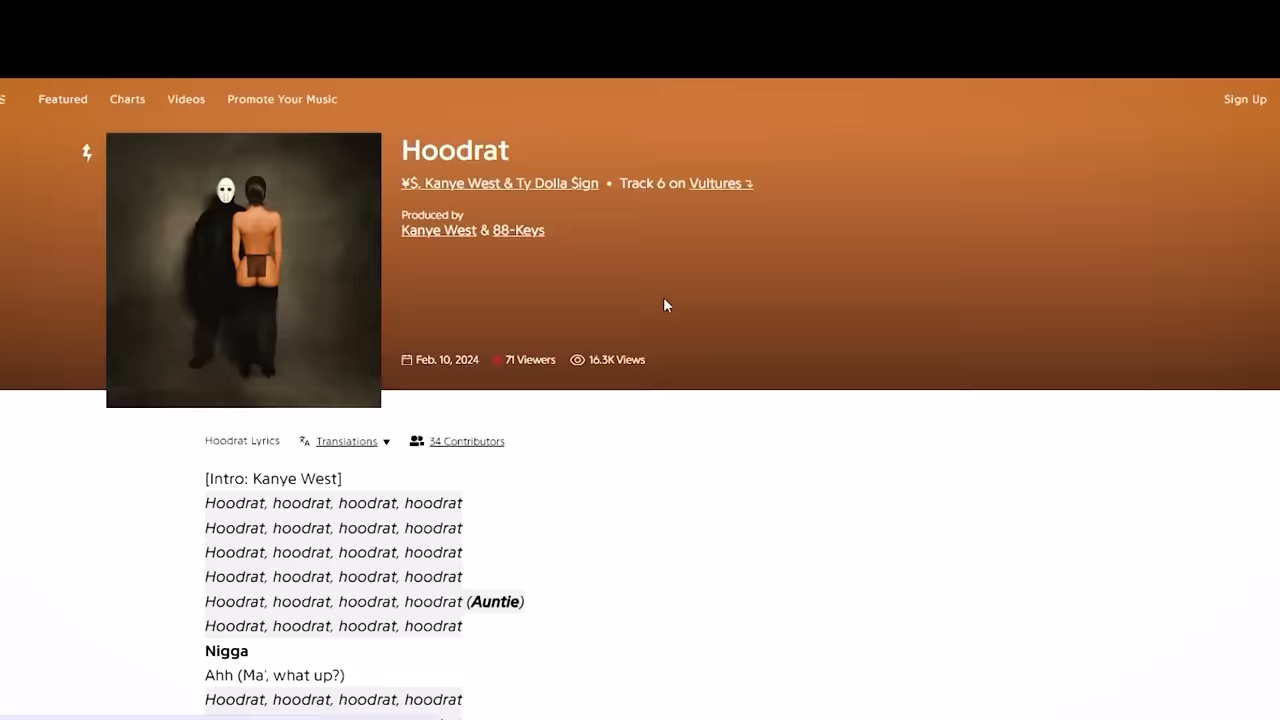 Featured Charts Videos Promote Your Music Sign Up
Hoodrat
¥$, Kanye West & Ty Dolla $ign • Track 6 on Vultures
Produced by
Kanye West & 88-Keys
Feb. 10, 2024 71 Viewers 16.3K Views
Hoodrat Lyrics Translations 34 Contributors
[Intro: Kanye West]
Hoodrat, hoodrat, hoodrat, hoodrat
Hoodrat, hoodrat, hoodrat, hoodrat
Hoodrat, hoodrat, hoodrat, hoodrat
Hoodrat, hoodrat, hoodrat, hoodrat
Hoodrat, hoodrat, hoodrat, hoodrat (Auntie)
Hoodrat, hoodrat, hoodrat, hoodrat
Nigga
Ahh (Ma', what up?)
Hoodrat, hoodrat, hoodrat, hoodrat